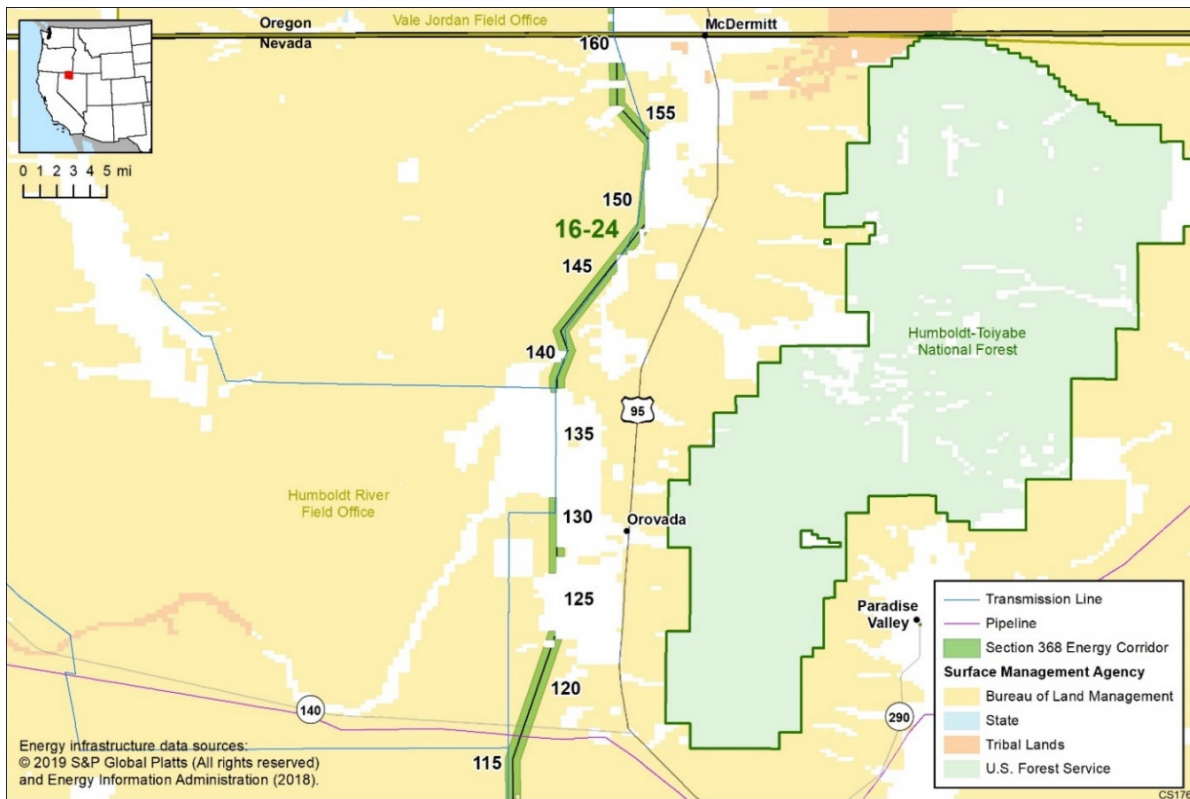 Oregon
Nevada
Vale Jordan Field Office
McDermitt
0 1 2 3 4 5 mi
160
155
150
16-24
145
140
135
130
125
120
115
Humboldt-Toiyabe
National Forest
95
Humboldt River
Field Office
Orovada
Paradise
Valley
140
290
Transmission Line
Pipeline
Section 368 Energy Corridor
Surface Management Agency
Bureau of Land Management
State
Tribal Lands
U.S. Forest Service
Energy infrastructure data sources:
© 2019 S&P Global Platts (All rights reserved)
and Energy Information Administration (2018).
CS176